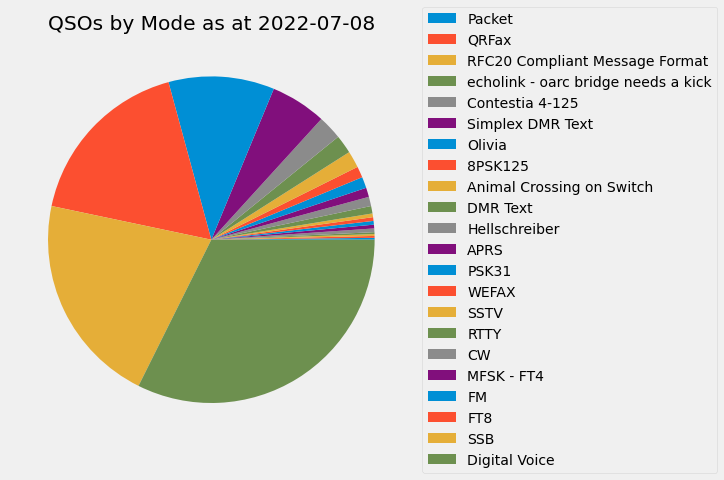 QSOs by Mode as at 2022-07-08
Packet
QRFax
RFC20 Compliant Message Format
echolink - oarc bridge needs a kick
Contestia 4-125
Simplex DMR Text
Olivia
8PSK125
Animal Crossing on Switch
DMR Text
Hellschreiber
APRS
PSK31
WEFAX
SSTV
RTTY
CW
MFSK - FT4
FM
FT8
SSB
Digital Voice